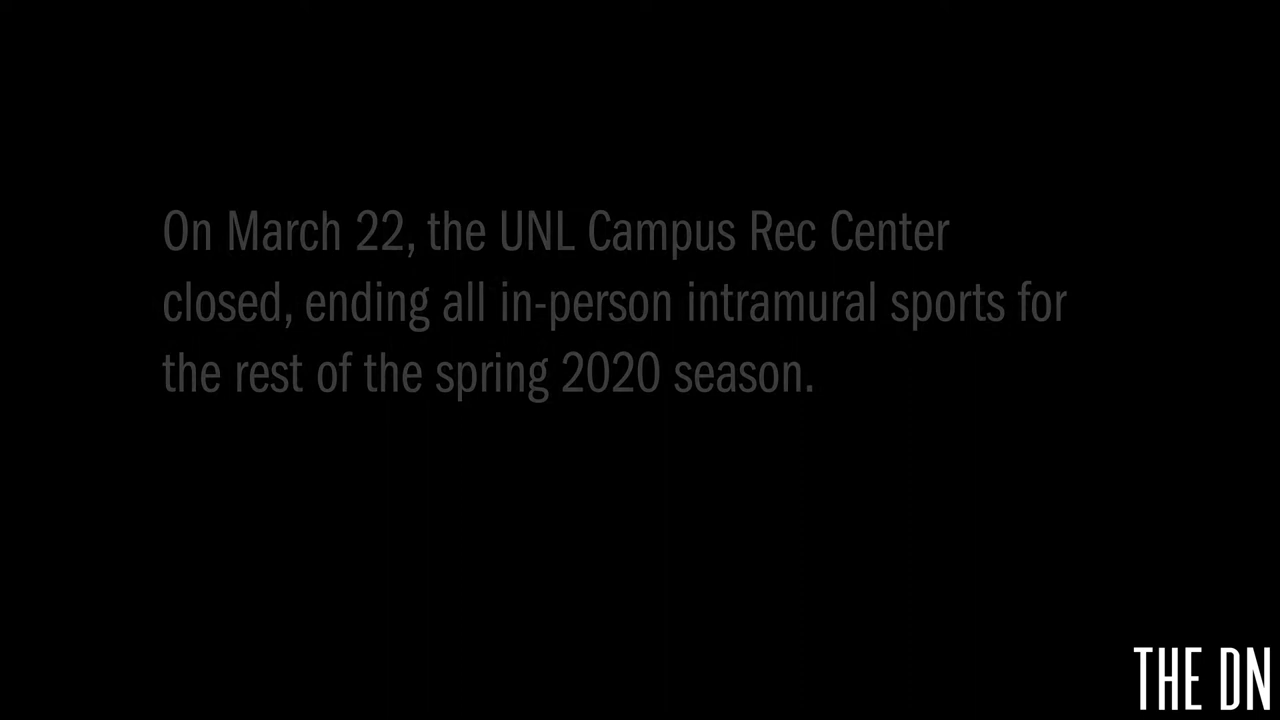 On March 22, the UNL Campus Rec Center
closed, ending all in-person intramural sports for
the rest of the spring 2020 season.
THE DN